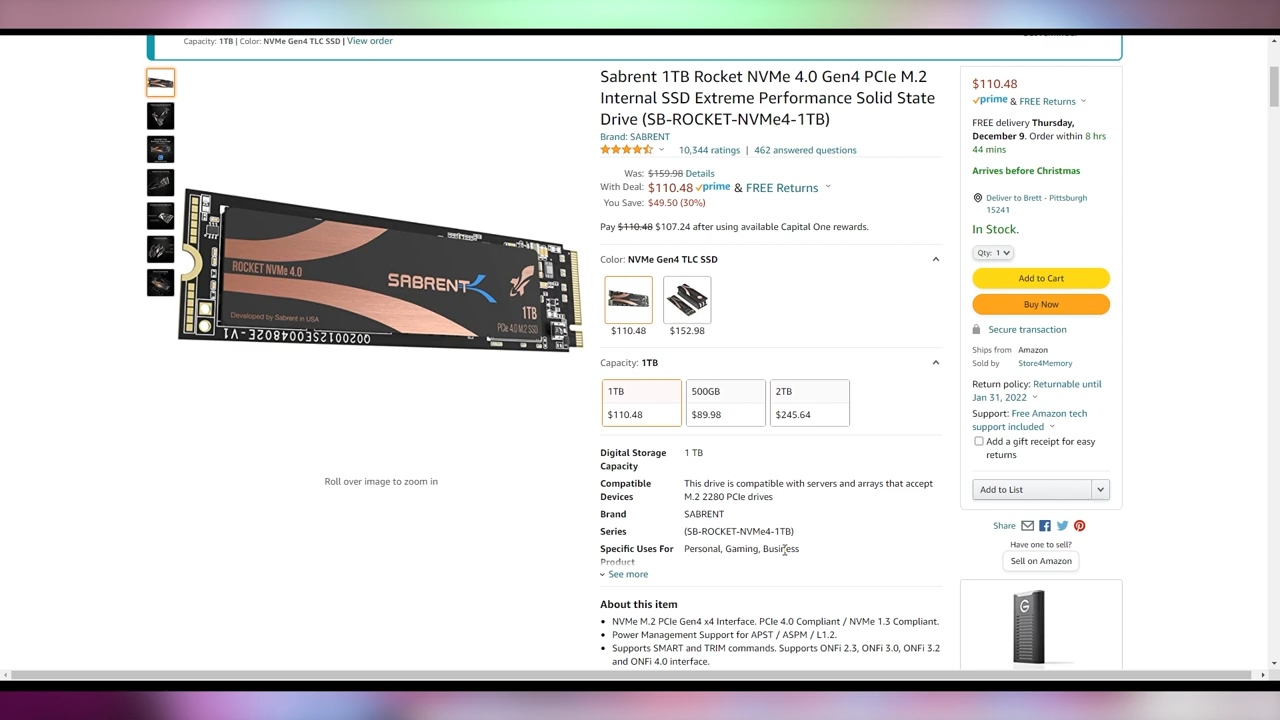 Capacity: 1TB | Color: NVMe Gen4 TLC SSD | View order
Sabrent 1TB Rocket NVMe 4.0 Gen4 PCIe M.2
Internal SSD Extreme Performance Solid State
Drive (SB-ROCKET-NVMe4-1TB)
Brand: SABRENT
10,344 ratings | 462 answered questions
Was: $159.98 Details
With Deal: $110.48 prime & FREE Returns
You Save: $49.50 (30%)
Pay $110.48 $107.24 after using available Capital One rewards.
Color: NVMe Gen4 TLC SSD
$110.48
$152.98
Capacity: 1TB
1TB
$110.48
500GB
$89.98
2TB
$245.64
Digital Storage
Capacity
1 TB
Compatible
Devices
This drive is compatible with servers and arrays that accept
M.2 2280 PCIe drives
Brand
SABRENT
Series
(SB-ROCKET-NVMe4-1TB)
Specific Uses For
Product
Personal, Gaming, Business
See more
About this item
• NVMe M.2 PCIe Gen4 x4 Interface. PCIe 4.0 Compliant / NVMe 1.3 Compliant.
• Power Management Support for APST / ASPM / L1.2.
• Supports SMART and TRIM commands. Supports ONFi 2.3, ONFi 3.0, ONFi 3.2
and ONFi 4.0 interface.
ROCKET NVMe 4.0
SABRENT
1TB
PCIe 4.0 M.2 SSD
Developed by Sabrent in USA
Q020012SE004802E-V1
Roll over image to zoom in
$110.48
prime & FREE Returns
FREE delivery Thursday,
December 9. Order within 8 hrs
44 mins
Arrives before Christmas
Deliver to Brett - Pittsburgh
15241
In Stock.
Qty: 1
Add to Cart
Buy Now
Secure transaction
Ships from Amazon
Sold by Store4Memory
Return policy: Returnable until
Jan 31, 2022
Support: Free Amazon tech
support included
Add a gift receipt for easy
returns
Add to List
Share
Have one to sell?
Sell on Amazon
G